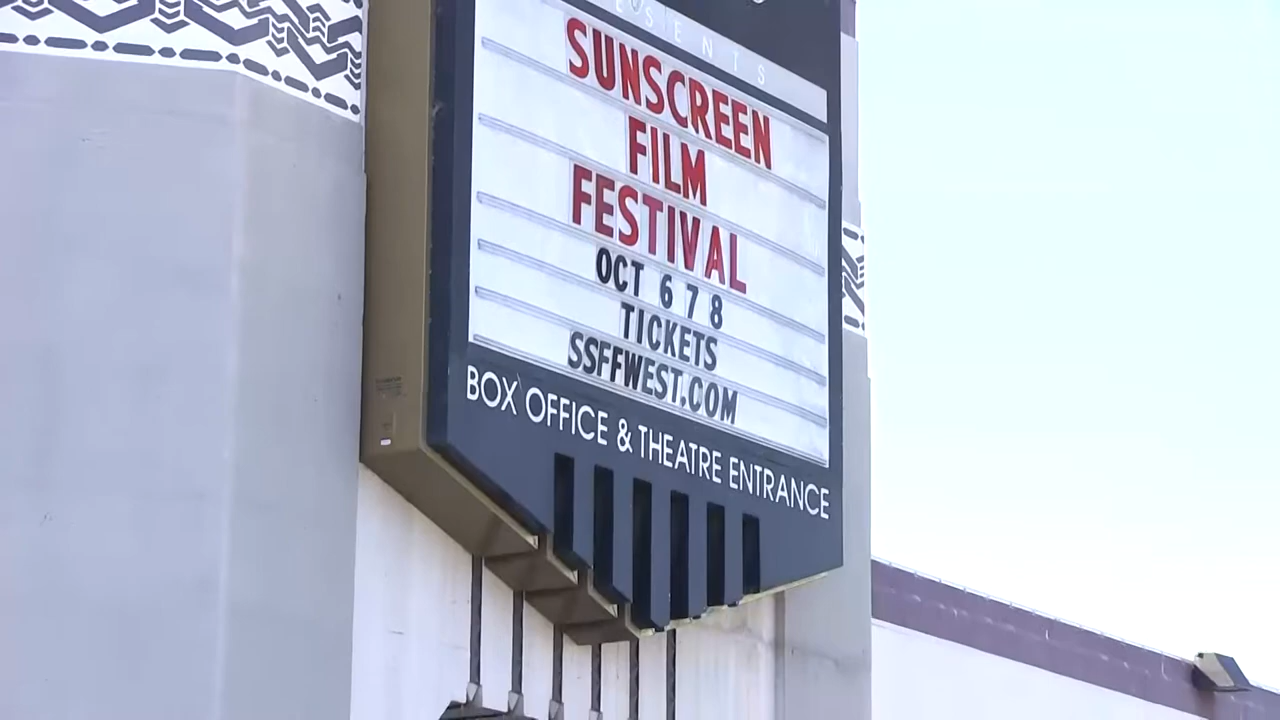 ESENTS
SUNSCREEN
FILM
FESTIVAL
OCT 6 7 8
TICKETS
SSFFWEST.COM
BOX OFFICE & THEATRE ENTRANCE